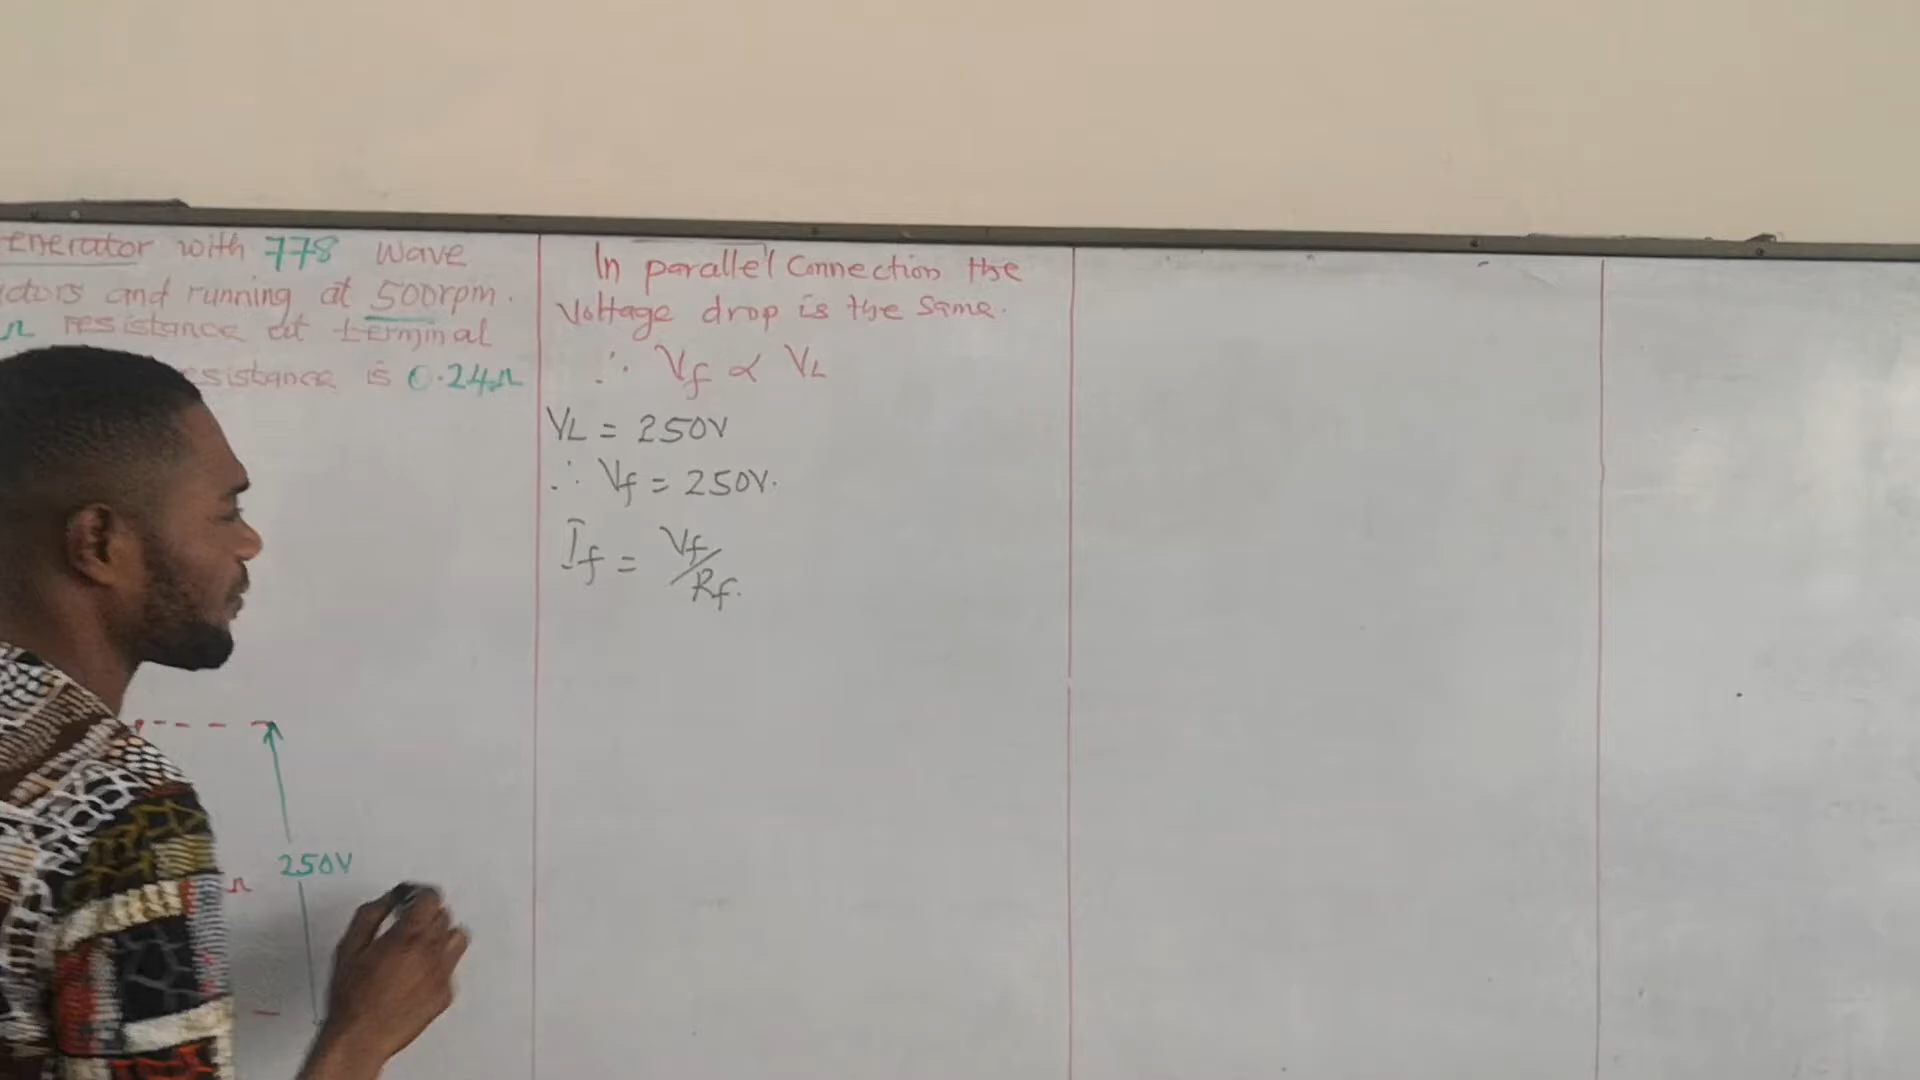 enerator with 778 wave
ctors and running at 500rpm.
Ω resistance at terminal
sistance is 0.24Ω
250V
Ω
In parallel Connection the
Voltage drop is the same.
∴ Vf ∝ VL
VL = 250V
∴ Vf = 250V.
If = Vf/Rf.